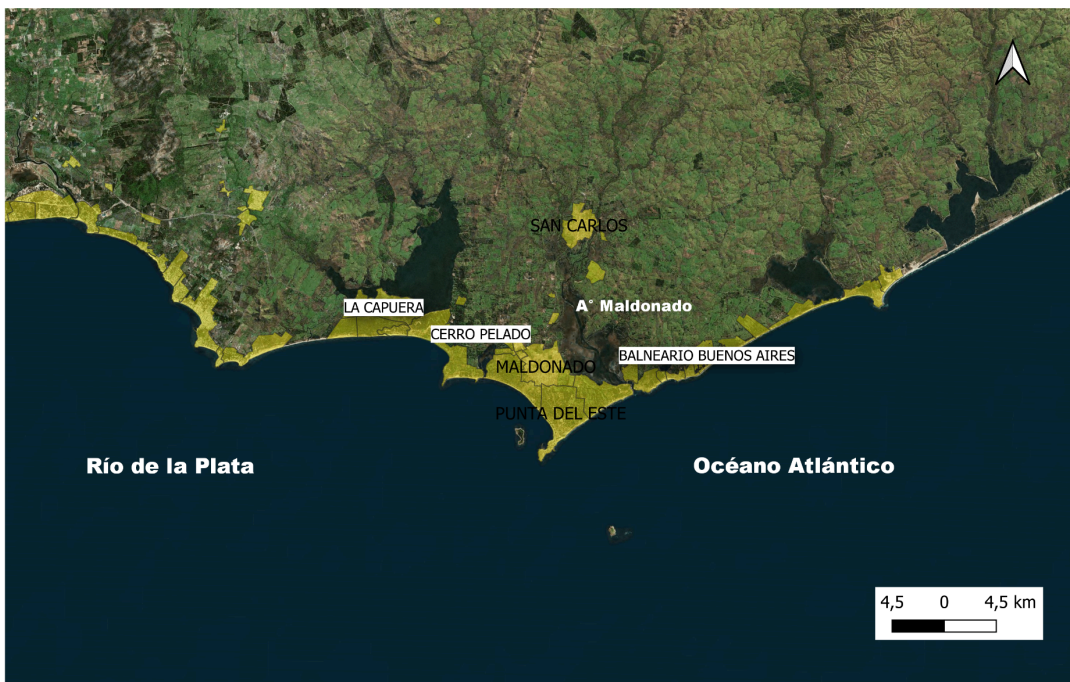 SAN CARLOS
A° Maldonado
LA CAPUERA
CERRO PELADO
BALNEARIO BUENOS AIRES
MALDONADO
PUNTA DEL ESTE
Río de la Plata
Océano Atlántico
4,5 0 4,5 km